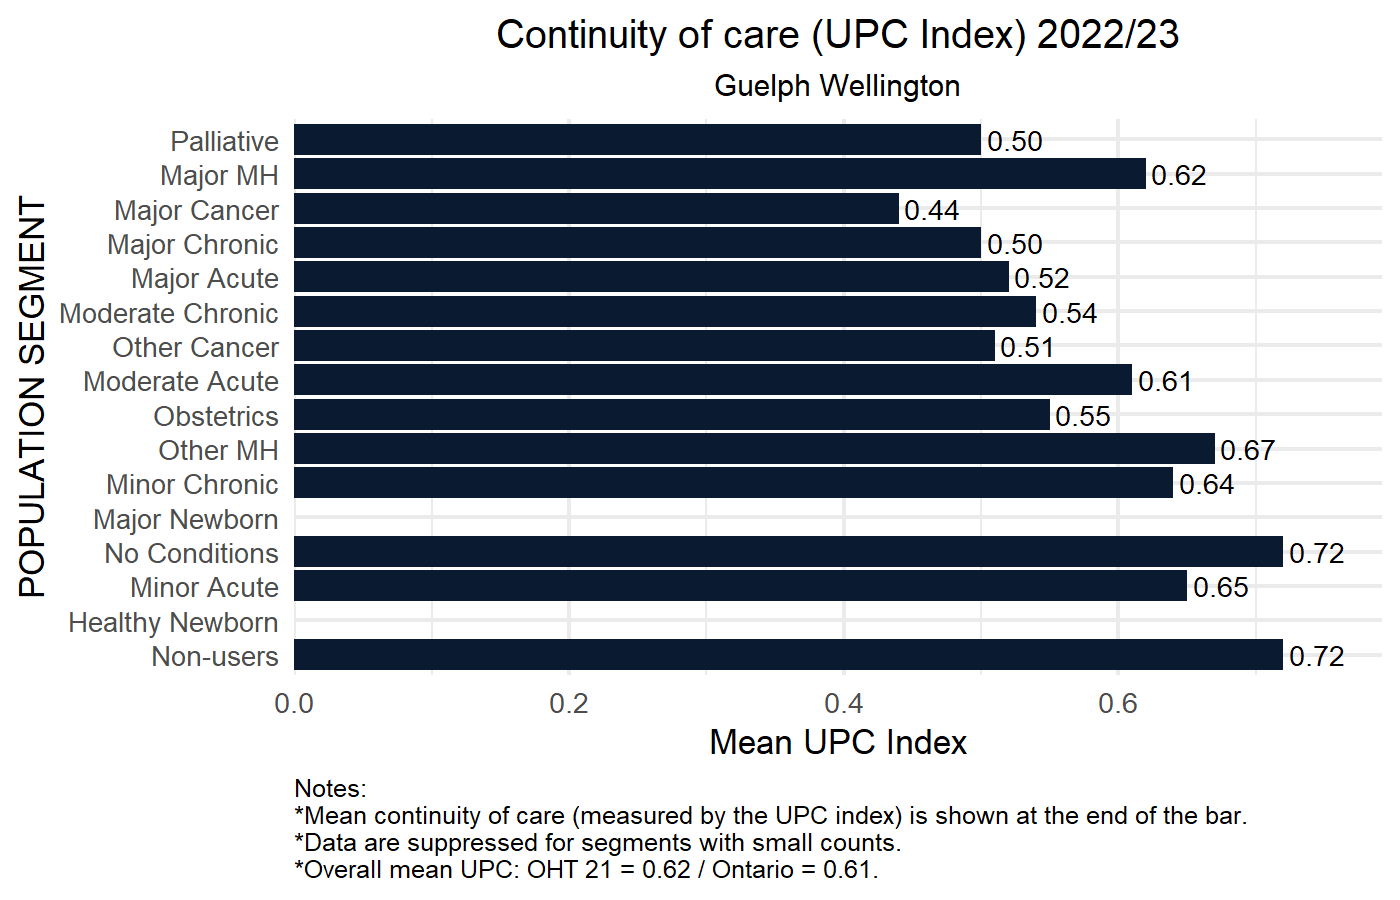 Continuity of care (UPC Index) 2022/23
Guelph Wellington
POPULATION SEGMENT
Palliative 0.50
Major MH 0.62
Major Cancer 0.44
Major Chronic 0.50
Major Acute 0.52
Moderate Chronic 0.54
Other Cancer 0.51
Moderate Acute 0.61
Obstetrics 0.55
Other MH 0.67
Minor Chronic 0.64
Major Newborn
No Conditions 0.72
Minor Acute 0.65
Healthy Newborn
Non-users 0.72
0.0 0.2 0.4 0.6
Mean UPC Index
Notes:
*Mean continuity of care (measured by the UPC index) is shown at the end of the bar.
*Data are suppressed for segments with small counts.
*Overall mean UPC: OHT 21 = 0.62 / Ontario = 0.61.